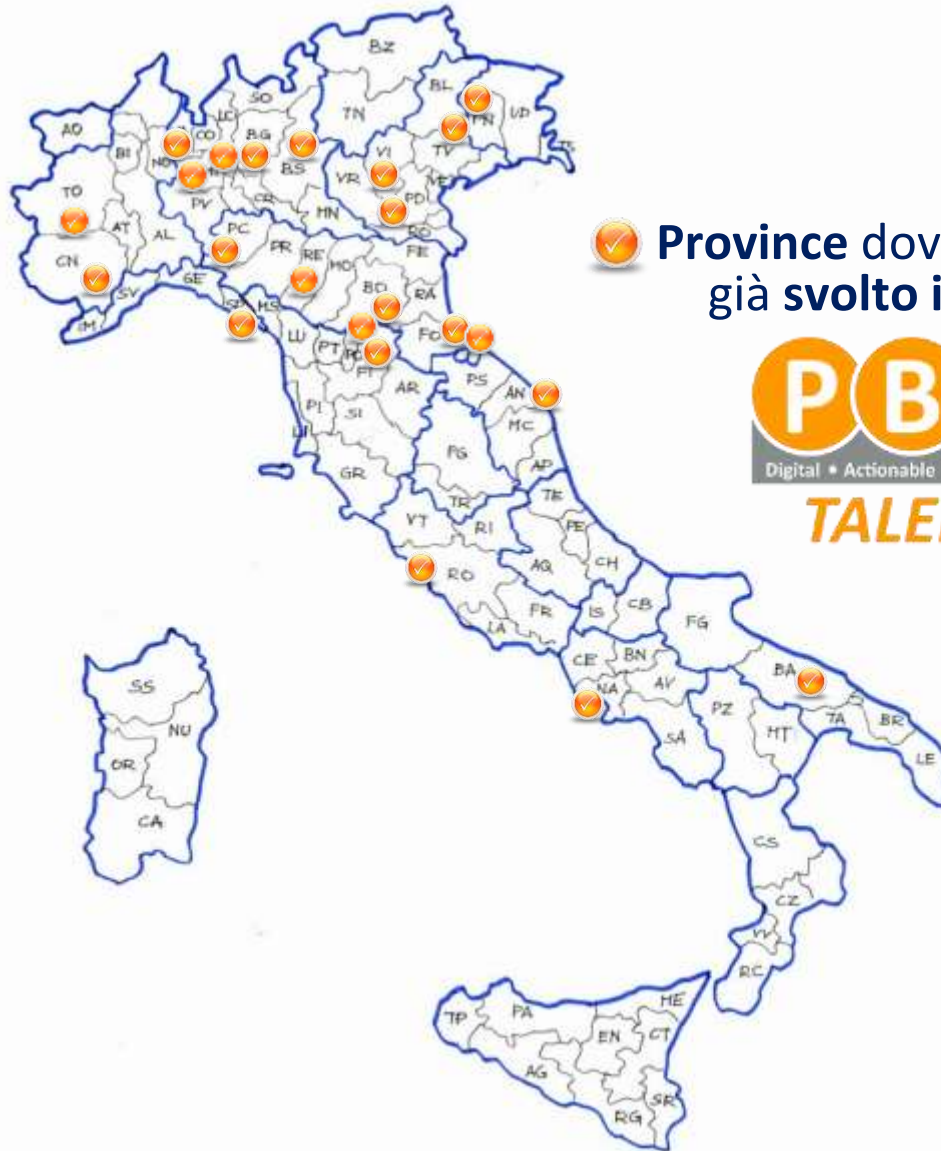 BZ
SO
BL
TN
UD
AO
LC
CO
BG
BI
NO
VI
TV
TS
BS
VR
TO
PV
CR
MN
PD
RO
AT
AL
PC
PR
RE
MO
FE
CN
GE
SV
BO
RA
IM
MS
LU
PT
FO
FI
PS
AN
AR
PI
SI
MC
LI
PG
AP
GR
TR
TE
VT
RI
PE
AQ
CH
RO
FR
IS
CB
FG
LA
CE
BN
NA
AV
BA
SA
PZ
MT
TA
BR
LE
SS
NU
OR
CA
CS
CZ
VV
RC
ME
TP
PA
EN
CT
AG
SR
RG
Province dov
già svolto i
P B
Digital • Actionable
TALE